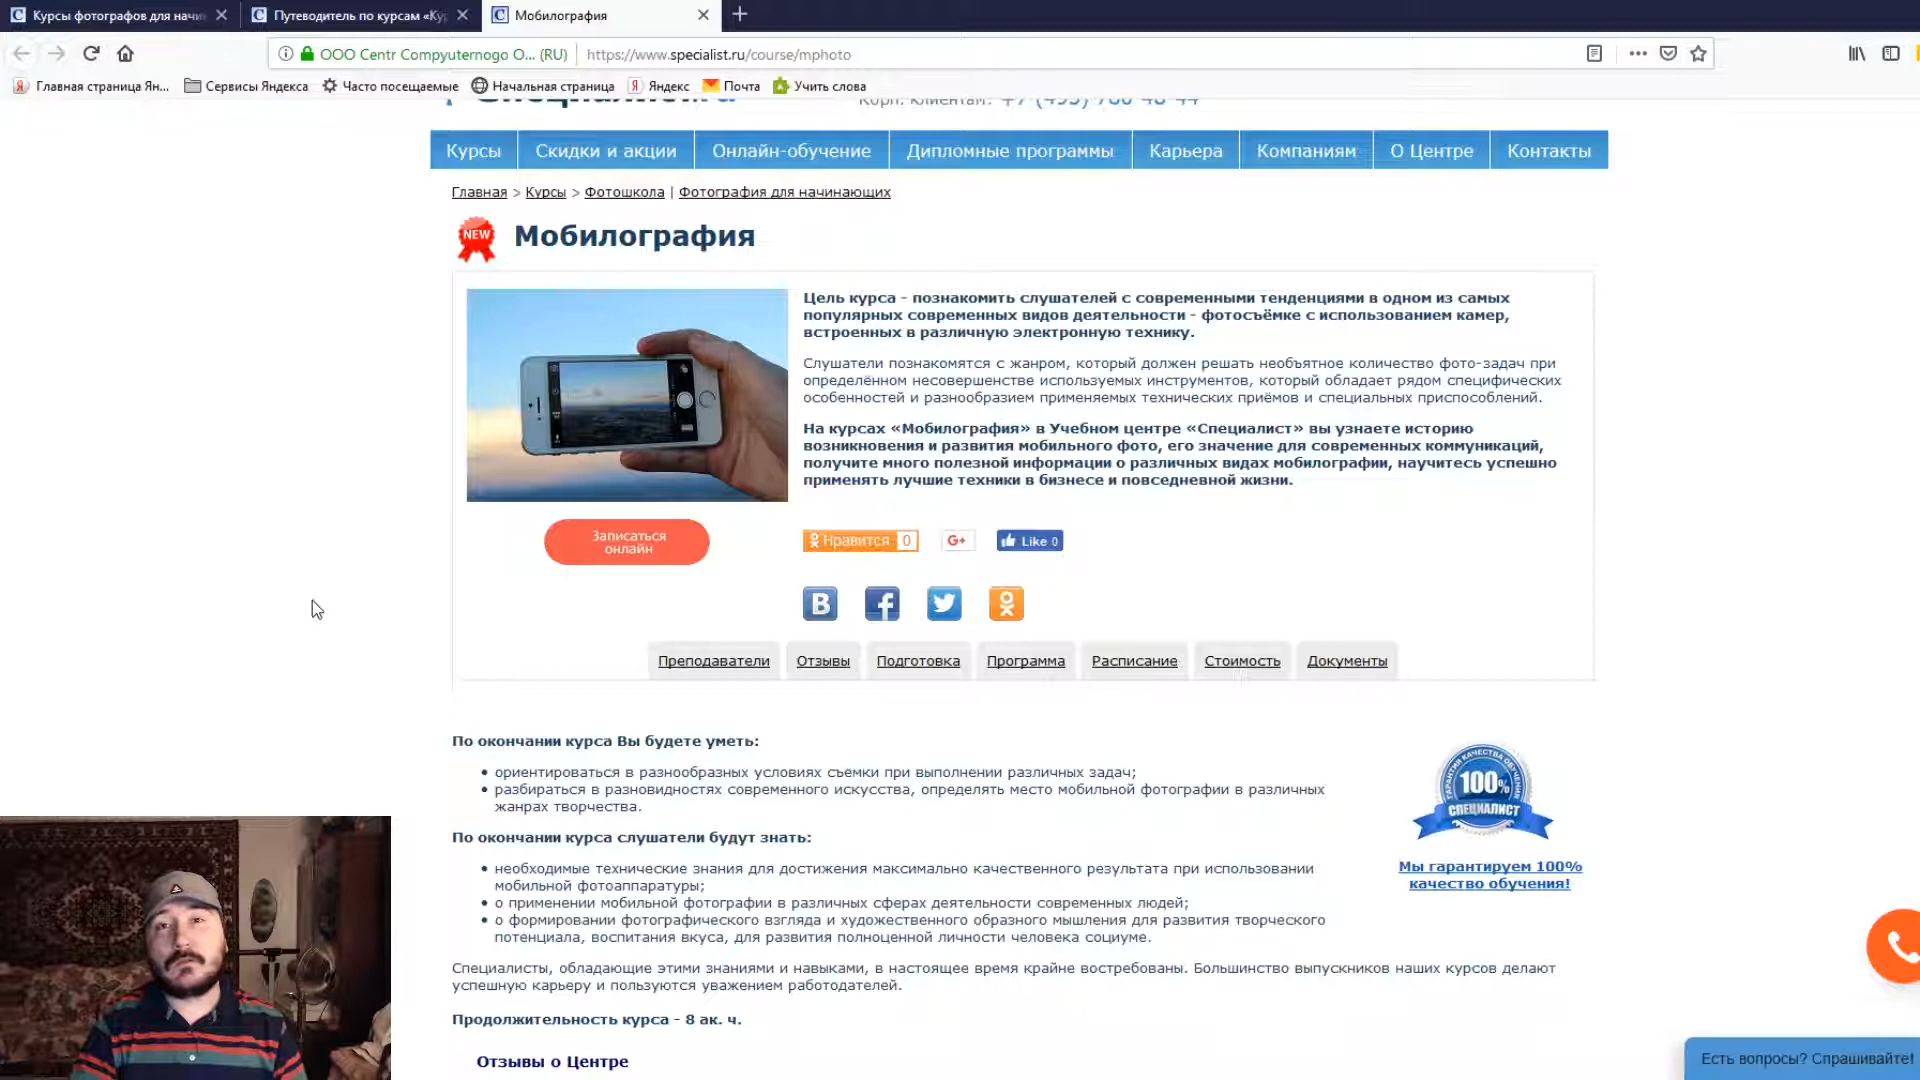 Курсы фотографов для начи
Путеводитель по курсам «Ку
Мобилография
ООО Centr Compyuternogo O... (RU)
https://www.specialist.ru/course/mphoto
Главная страница Ян...
Сервисы Яндекса
Часто посещаемые
Начальная страница
Яндекс
Почта
Учить слова
Курсы
Скидки и акции
Онлайн-обучение
Дипломные программы
Карьера
Компаниям
О Центре
Контакты
Главная > Курсы > Фотошкола | Фотография для начинающих
NEW
Мобилография
Цель курса - познакомить слушателей с современными тенденциями в одном из самых
популярных современных видов деятельности - фотосъёмке с использованием камер,
встроенных в различную электронную технику.
Слушатели познакомятся с жанром, который должен решать необъятное количество фото-задач при
определённом несовершенстве используемых инструментов, который обладает рядом специфических
особенностей и разнообразием применяемых технических приёмов и специальных приспособлений.
На курсах «Мобилография» в Учебном центре «Специалист» вы узнаете историю
возникновения и развития мобильного фото, его значение для современных коммуникаций,
получите много полезной информации о различных видах мобилографии, научитесь успешно
применять лучшие техники в бизнесе и повседневной жизни.
Записаться
онлайн
Нравится 0
G+
Like 0
Преподаватели
Отзывы
Подготовка
Программа
Расписание
Стоимость
Документы
По окончании курса Вы будете уметь:
• ориентироваться в разнообразных условиях съёмки при выполнении различных задач;
• разбираться в разновидностях современного искусства, определять место мобильной фотографии в различных
жанрах творчества.
По окончании курса слушатели будут знать:
• необходимые технические знания для достижения максимально качественного результата при использовании
мобильной фотоаппаратуры;
• о применении мобильной фотографии в различных сферах деятельности современных людей;
• о формировании фотографического взгляда и художественного образного мышления для развития творческого
потенциала, воспитания вкуса, для развития полноценной личности человека социуме.
ГАРАНТИЯ КАЧЕСТВА ОБУЧЕНИЯ
100%
СПЕЦИАЛИСТ
Мы гарантируем 100%
качество обучения!
Специалисты, обладающие этими знаниями и навыками, в настоящее время крайне востребованы. Большинство выпускников наших курсов делают
успешную карьеру и пользуются уважением работодателей.
Продолжительность курса - 8 ак. ч.
Отзывы о Центре
Есть вопросы? Спрашивайте!